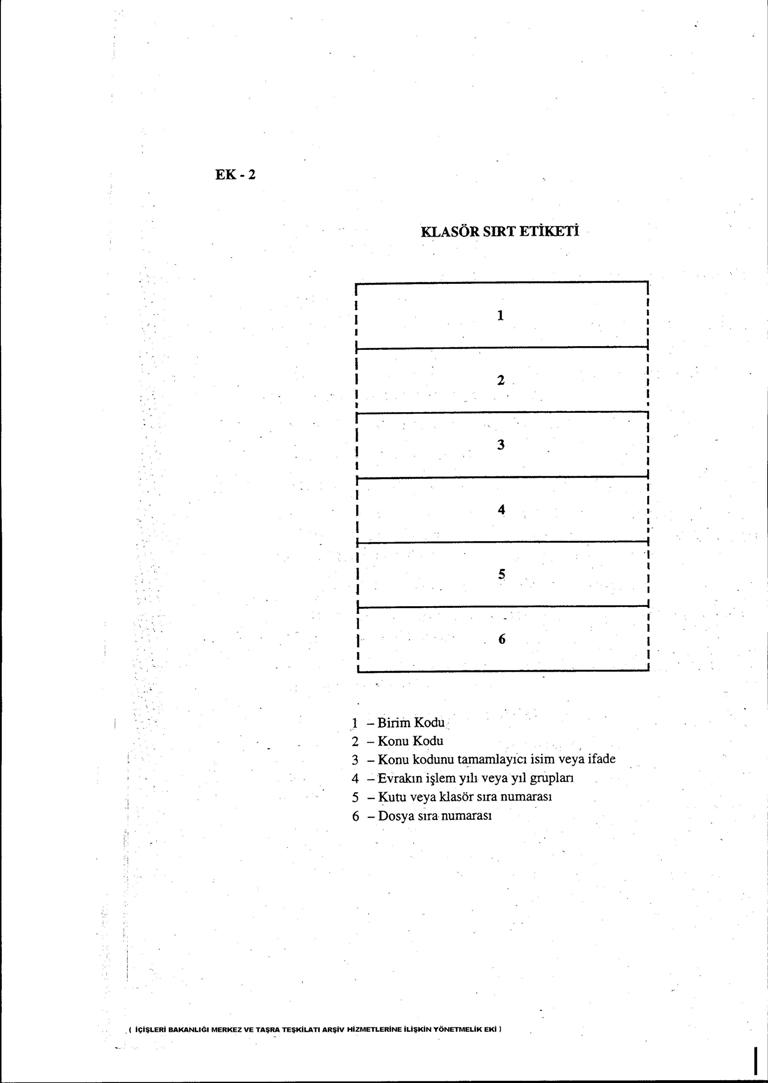 EK - 2
KLASÖR SIRT ETİKETİ
1
2
3
4
5
6
1 – Birim Kodu
2 – Konu Kodu
3 – Konu kodunu tamamlayıcı isim veya ifade
4 – Evrakın işlem yılı veya yıl grupları
5 – Kutu veya klasör sıra numarası
6 – Dosya sıra numarası
( İÇİŞLERİ BAKANLIĞI MERKEZ VE TAŞRA TEŞKİLATI ARŞİV HİZMETLERİNE İLİŞKİN YÖNETMELİK EKİ )